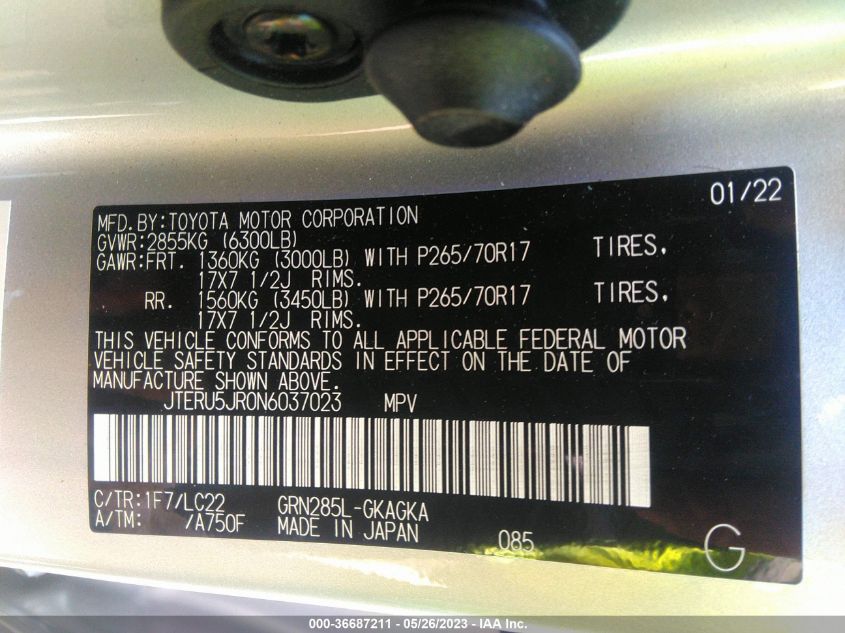 01/22
MFD.BY:TOYOTA MOTOR CORPORATION
GVWR:2855KG (6300LB)
GAWR:FRT. 1360KG (3000LB) WITH P265/70R17 TIRES.
17X7 1/2J RIMS.
RR. 1560KG (3450LB) WITH P265/70R17 TIRES.
17X7 1/2J RIMS.
THIS VEHICLE CONFORMS TO ALL APPLICABLE FEDERAL MOTOR
VEHICLE SAFETY STANDARDS IN EFFECT ON THE DATE OF
MANUFACTURE SHOWN ABOVE.
JTERU5JR0N6037023 MPV
C/TR:1F7/LC22 GRN285L-GKAGKA
A/TM: /A750F MADE IN JAPAN 085 G
000-36687211 - 05/26/2023 - IAA Inc.